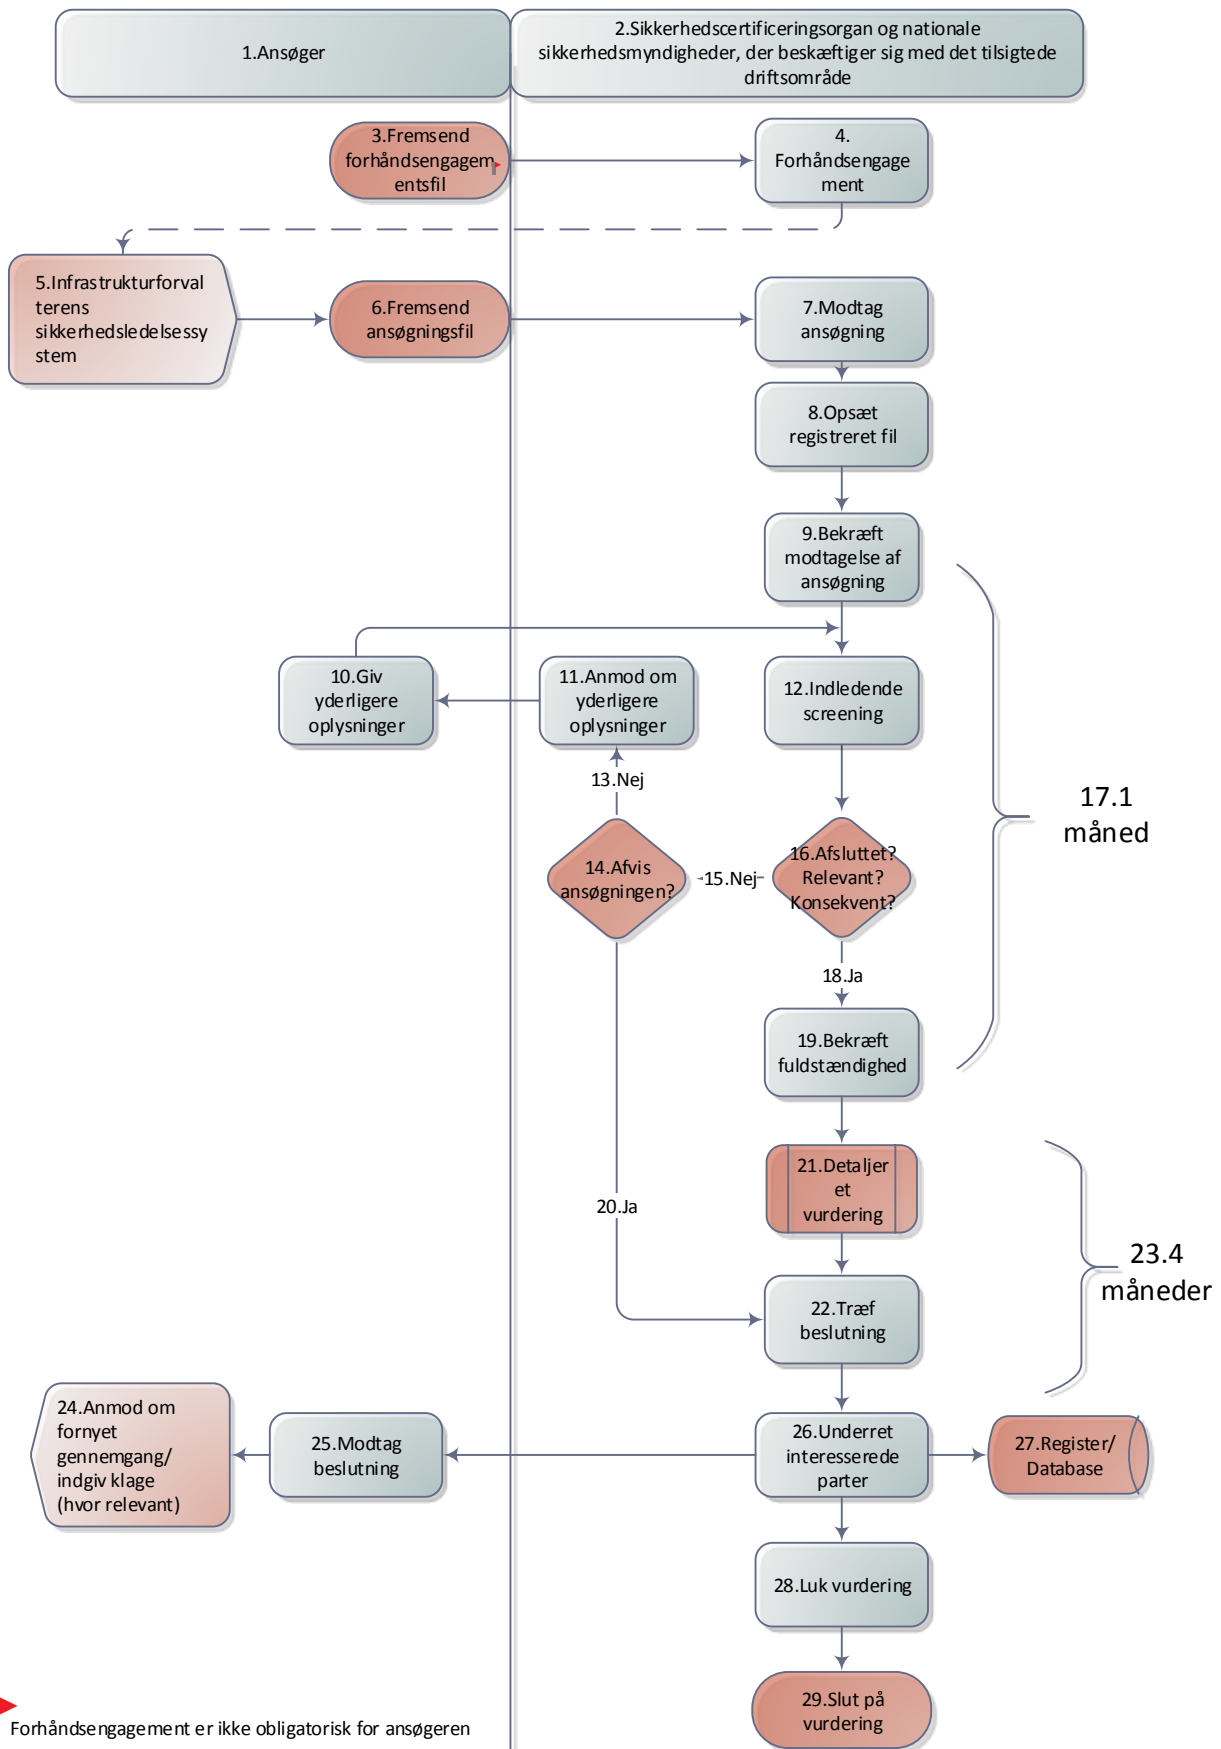 1.Ansøger
2.Sikkerhedscertificeringsorgan og nationale
sikkerhedsmyndigheder, der beskæftiger sig med det tilsigtede
driftsområde
3.Fremsend
forhåndsengagem
entsfil
4.
Forhåndsengage
ment
5.Infrastrukturforval
terens
sikkerhedsledelsessy
stem
6.Fremsend
ansøgningsfil
7.Modtag
ansøgning
8.Opsæt
registreret fil
9.Bekræft
modtagelse af
ansøgning
10.Giv
yderligere
oplysninger
11.Anmod om
yderligere
oplysninger
12.Indledende
screening
13.Nej
14.Afvis
ansøgningen?
15.Nej
16.Afsluttet?
Relevant?
Konsekvent?
17.1
måned
18.Ja
19.Bekræft
fuldstændighed
20.Ja
21.Detaljer
et
vurdering
22.Træf
beslutning
23.4
måneder
24.Anmod om
fornyet
gennemgang/
indgiv klage
(hvor relevant)
25.Modtag
beslutning
26.Underret
interesserede
parter
27.Register/
Database
28.Luk vurdering
29.Slut på
vurdering
Forhåndsengagement er ikke obligatorisk for ansøgeren